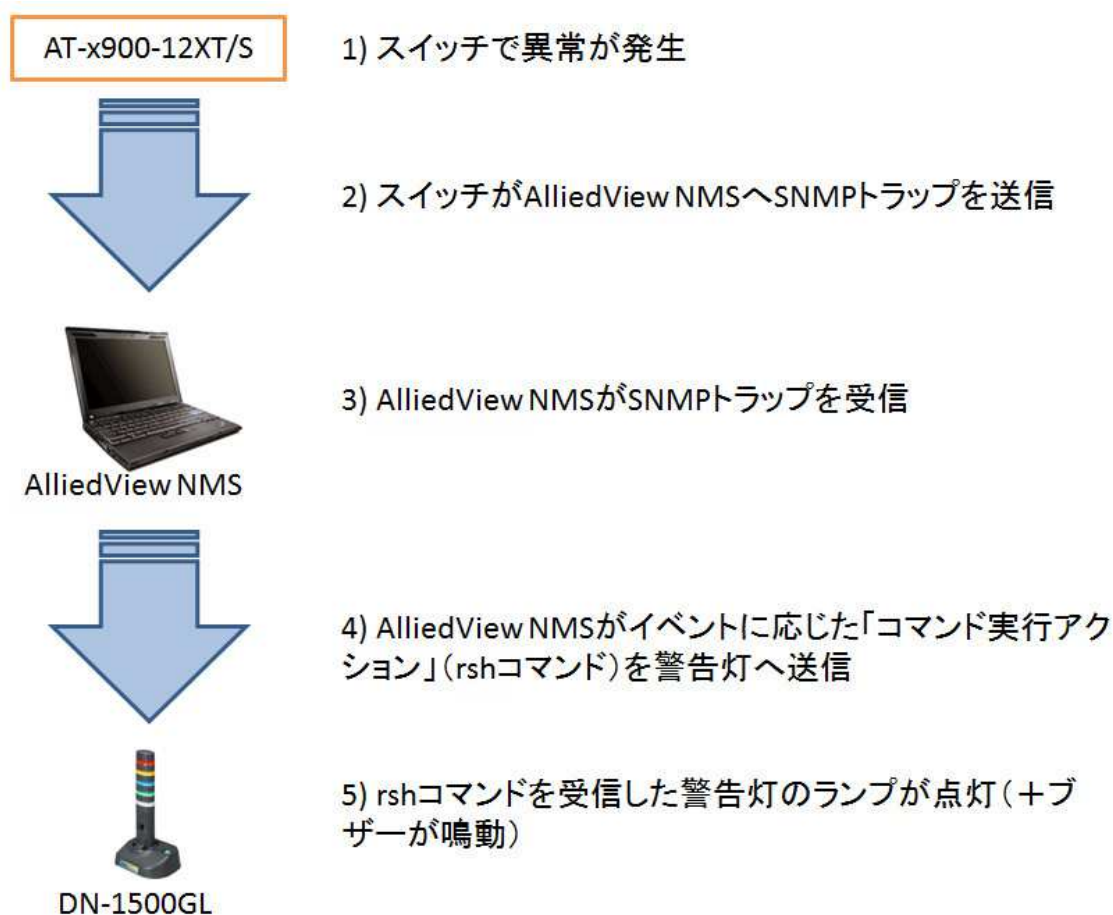 AT-x900-12XT/S
1) スイッチで異常が発生
2) スイッチがAlliedView NMSへSNMPトラップを送信
3) AlliedView NMSがSNMPトラップを受信
AlliedView NMS
4) AlliedView NMSがイベントに応じた「コマンド実行アク
ション」(rshコマンド)を警告灯へ送信
5) rshコマンドを受信した警告灯のランプが点灯(+ブ
ザーが鳴動)
DN-1500GL